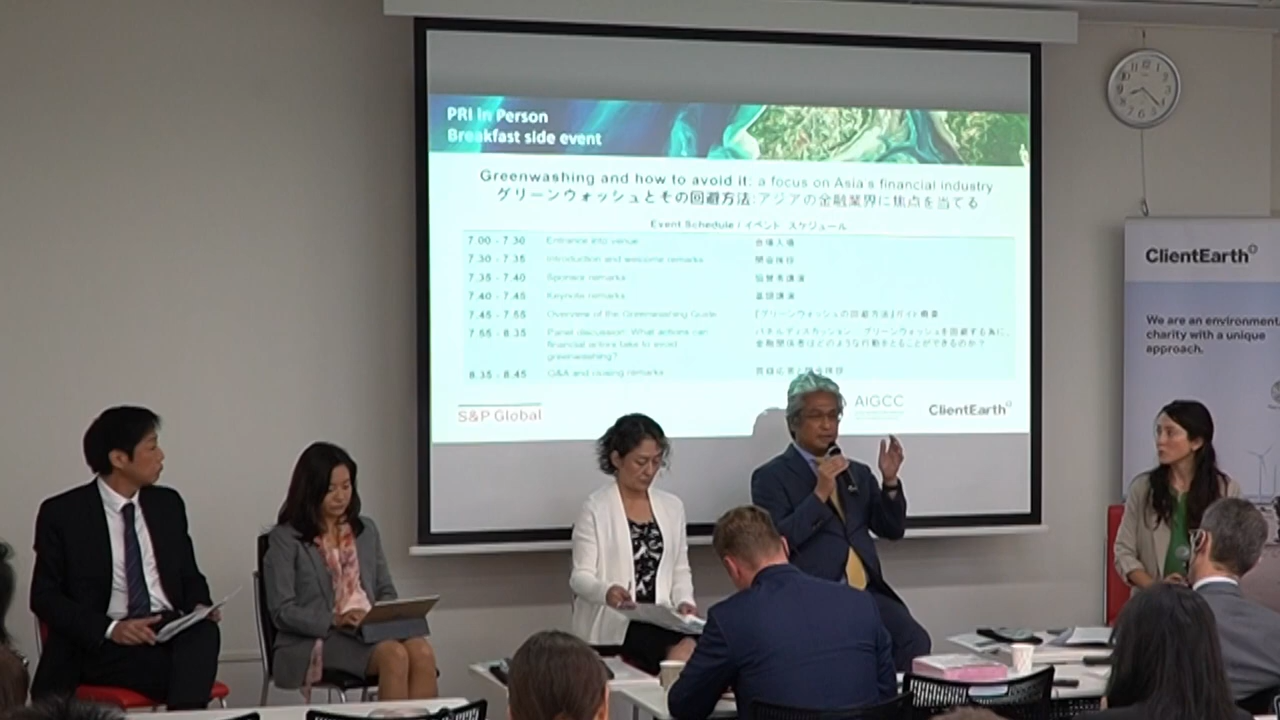 PRI in Person
Breakfast side event
Greenwashing and how to avoid it: a focus on Asia's financial industry
グリーンウォッシュとその回避方法:アジアの金融業界に焦点を当てる
Event Schedule / イベント スケジュール
7.00 - 7.30 Entrance into venue 会場入場
7.30 - 7.35 Introduction and welcome remarks 開会挨拶
7.35 - 7.40 Sponsor remarks 協賛者講演
7.40 - 7.45 Keynote remarks 基調講演
7.45 - 7.55 Overview of the Greenwashing Guide 『グリーンウォッシュの回避方法』ガイド概要
7.55 - 8.35 Panel discussion: What actions can パネルディスカッション グリーンウォッシュを回避する為に、
financial actors take to avoid 金融関係者はどのような行動をとることができるのか?
greenwashing?
8.35 - 8.45 Q&A and closing remarks 質疑応答と閉会挨拶
S&P Global
AIGCC
ClientEarth
ClientEarth
We are an environment
charity with a unique
approach.